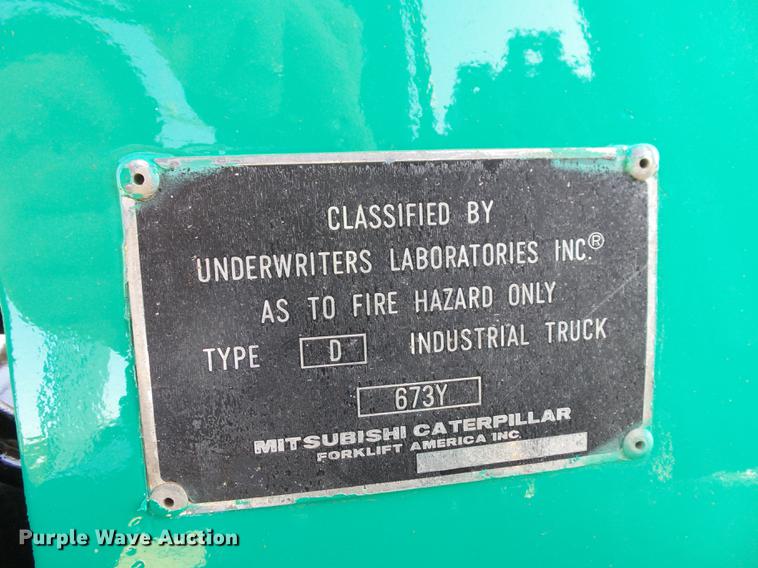 CLASSIFIED BY
UNDERWRITERS LABORATORIES INC.®
AS TO FIRE HAZARD ONLY
TYPE D INDUSTRIAL TRUCK
673Y
MITSUBISHI CATERPILLAR
FORKLIFT AMERICA INC.
Purple Wave Auction